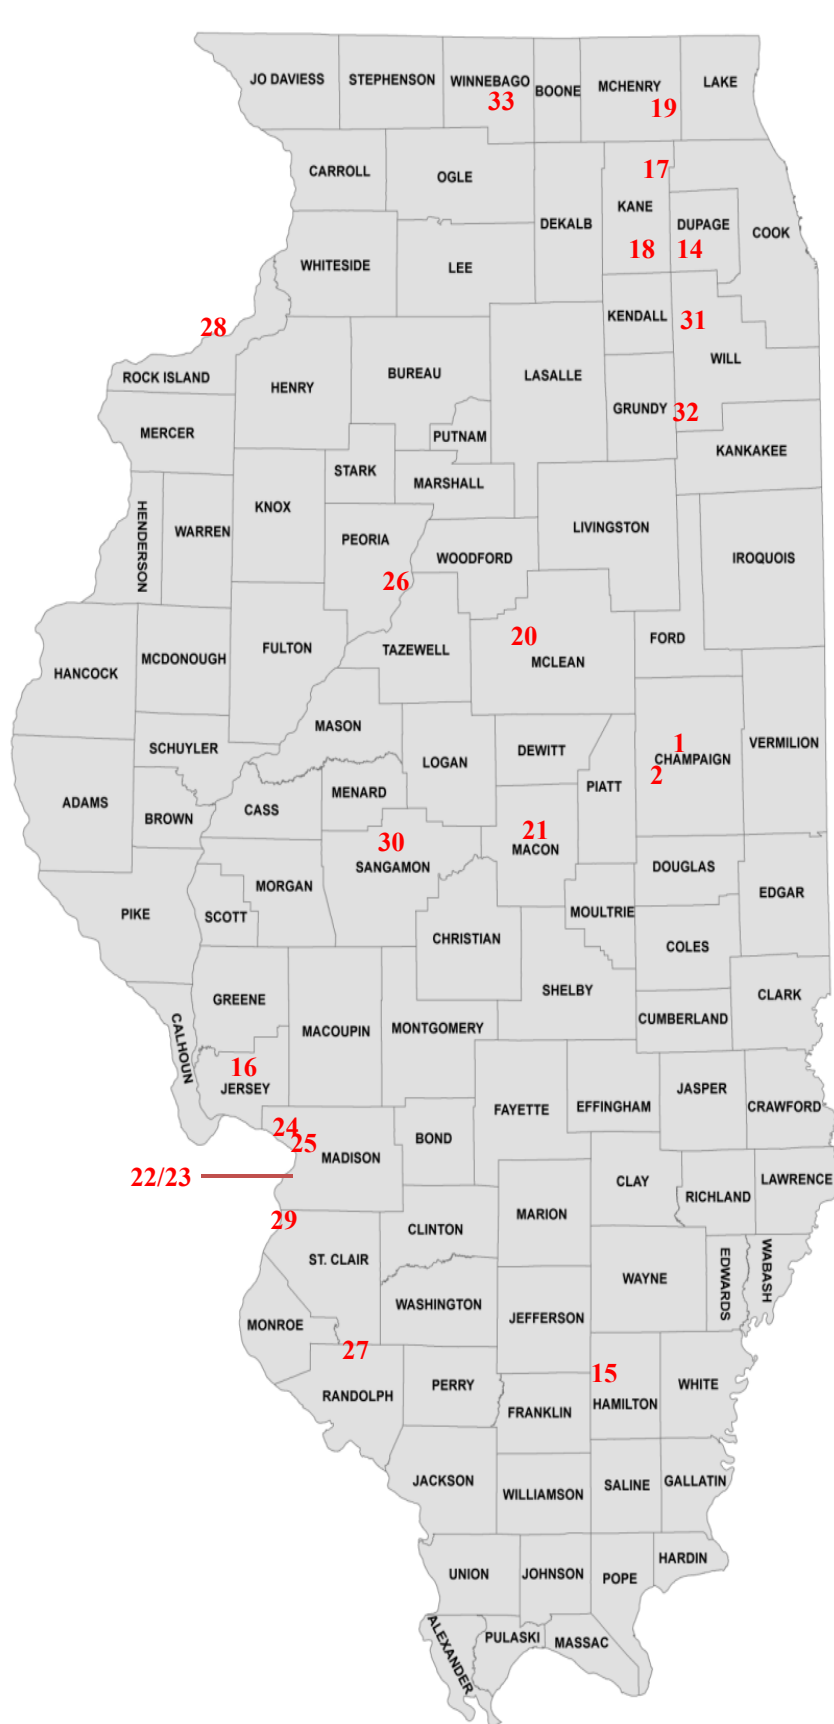 JO DAVIESS
STEPHENSON
WINNEBAGO
33
BOONE
MCHENRY
19
LAKE
CARROLL
OGLE
DEKALB
17
KANE
18
DUPAGE
14
COOK
WHITESIDE
LEE
28
ROCK ISLAND
HENRY
BUREAU
LASALLE
KENDALL
31
WILL
GRUNDY
32
MERCER
PUTNAM
KANKAKEE
STARK
MARSHALL
HENDERSON
WARREN
KNOX
PEORIA
26
WOODFORD
LIVINGSTON
IROQUOIS
HANCOCK
MCDONOUGH
FULTON
TAZEWELL
20
MCLEAN
FORD
SCHUYLER
MASON
LOGAN
DEWITT
PIATT
1
CHAMPAIGN
2
VERMILION
ADAMS
BROWN
CASS
MENARD
30
SANGAMON
21
MACON
DOUGLAS
EDGAR
PIKE
SCOTT
MORGAN
CHRISTIAN
MOULTRIE
COLES
SHELBY
CLARK
CALHOUN
GREENE
MACOUPIN
MONTGOMERY
CUMBERLAND
16
JERSEY
FAYETTE
EFFINGHAM
JASPER
CRAWFORD
24
25
MADISON
BOND
22/23
CLAY
RICHLAND
LAWRENCE
29
ST. CLAIR
CLINTON
MARION
WAYNE
EDWARDS
WABASH
MONROE
WASHINGTON
JEFFERSON
27
RANDOLPH
PERRY
FRANKLIN
15
HAMILTON
WHITE
JACKSON
WILLIAMSON
SALINE
GALLATIN
UNION
JOHNSON
POPE
HARDIN
ALEXANDER
PULASKI
MASSAC